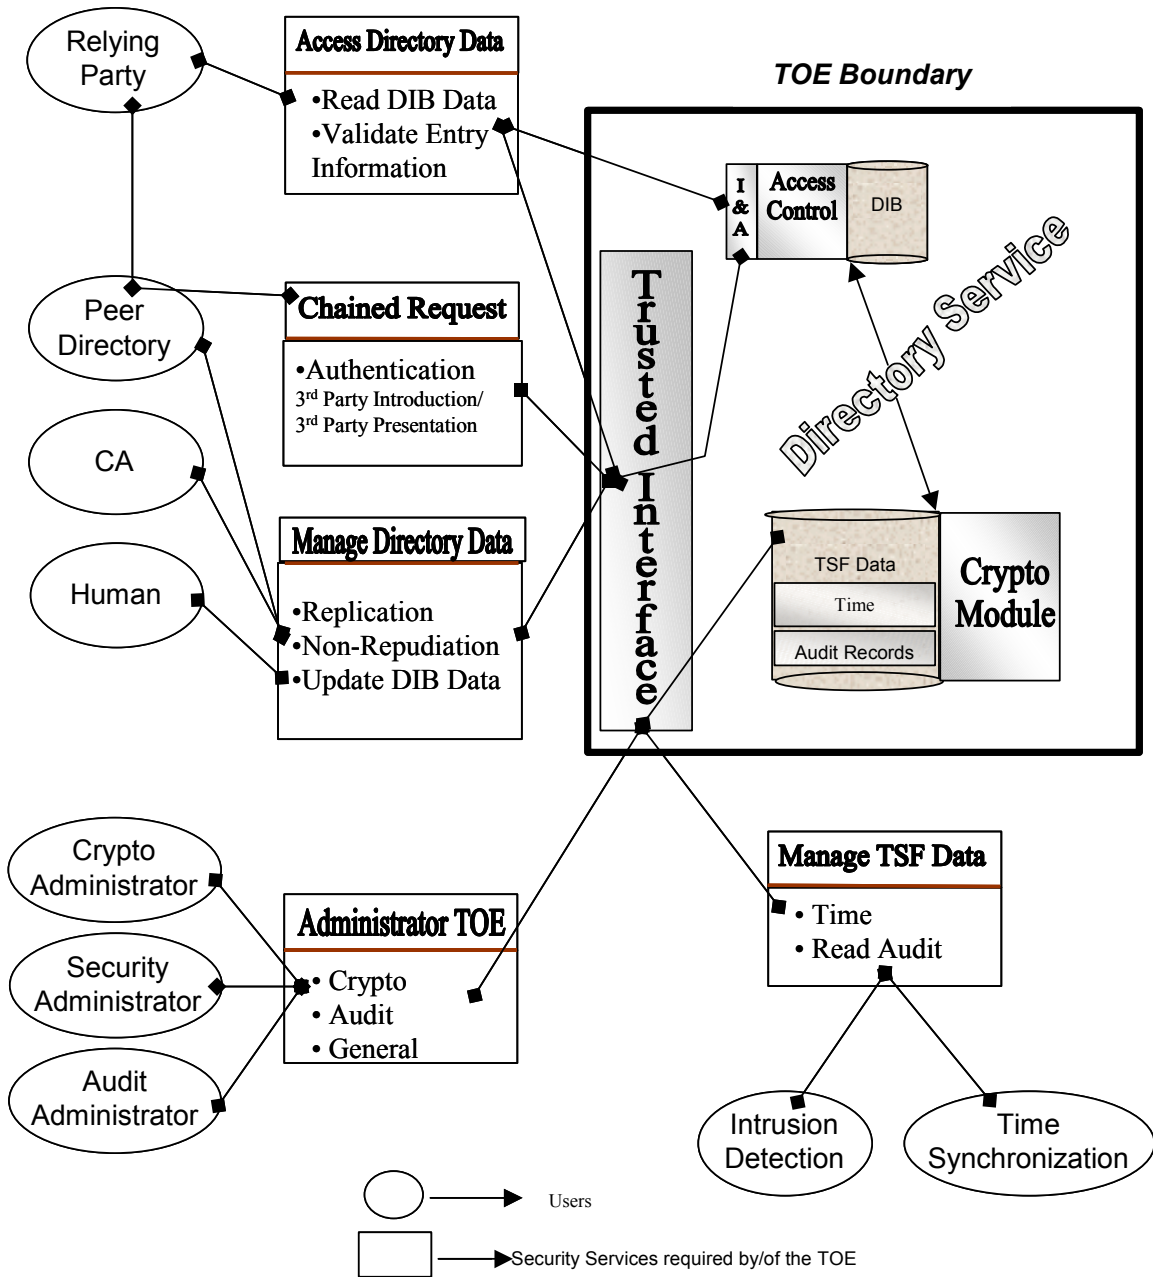 Relying
Party
Access Directory Data
•Read DIB Data
•Validate Entry
Information
TOE Boundary
I
&
A
Access
Control
DIB
Directory Service
Trusted Interface
Peer
Directory
Chained Request
•Authentication
3rd Party Introduction/
3rd Party Presentation
CA
Human
Manage Directory Data
•Replication
•Non-Repudiation
•Update DIB Data
TSF Data
Time
Audit Records
Crypto
Module
Crypto
Administrator
Security
Administrator
Audit
Administrator
Administrator TOE
• Crypto
• Audit
• General
Manage TSF Data
• Time
• Read Audit
Intrusion
Detection
Time
Synchronization
Users
Security Services required by/of the TOE